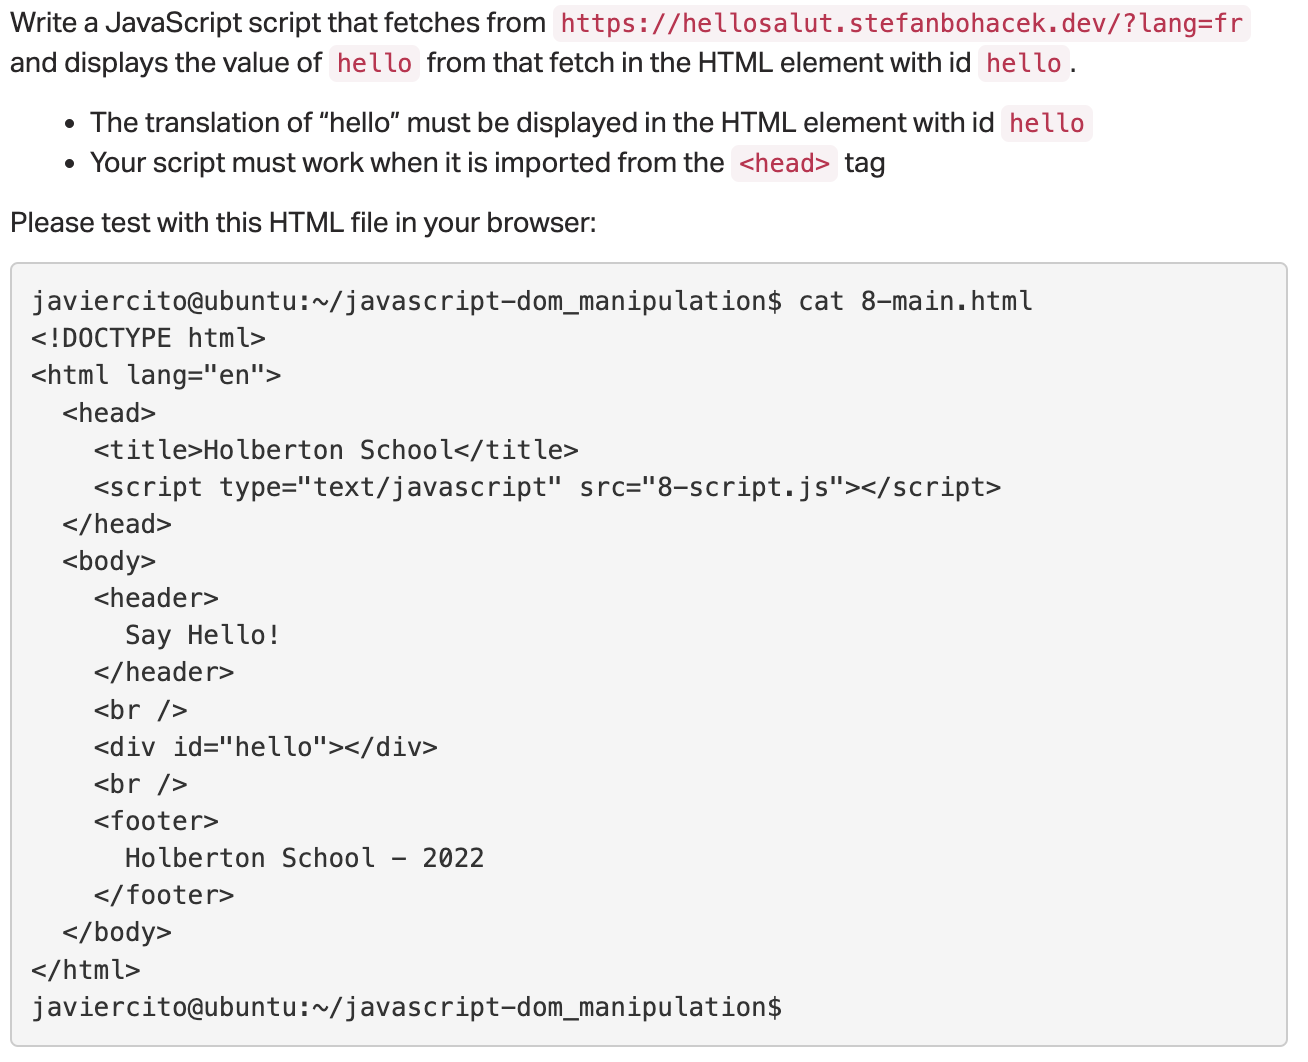 Write a JavaScript script that fetches from https://hellosalut.stefanbohacek.dev/?lang=fr
and displays the value of hello from that fetch in the HTML element with id hello.
• The translation of “hello” must be displayed in the HTML element with id hello
• Your script must work when it is imported from the <head> tag
Please test with this HTML file in your browser:
javiercito@ubuntu:~/javascript-dom_manipulation$ cat 8-main.html
<!DOCTYPE html>
<html lang="en">
  <head>
    <title>Holberton School</title>
    <script type="text/javascript" src="8-script.js"></script>
  </head>
  <body>
    <header>
      Say Hello!
    </header>
    <br />
    <div id="hello"></div>
    <br />
    <footer>
      Holberton School – 2022
    </footer>
  </body>
</html>
javiercito@ubuntu:~/javascript-dom_manipulation$